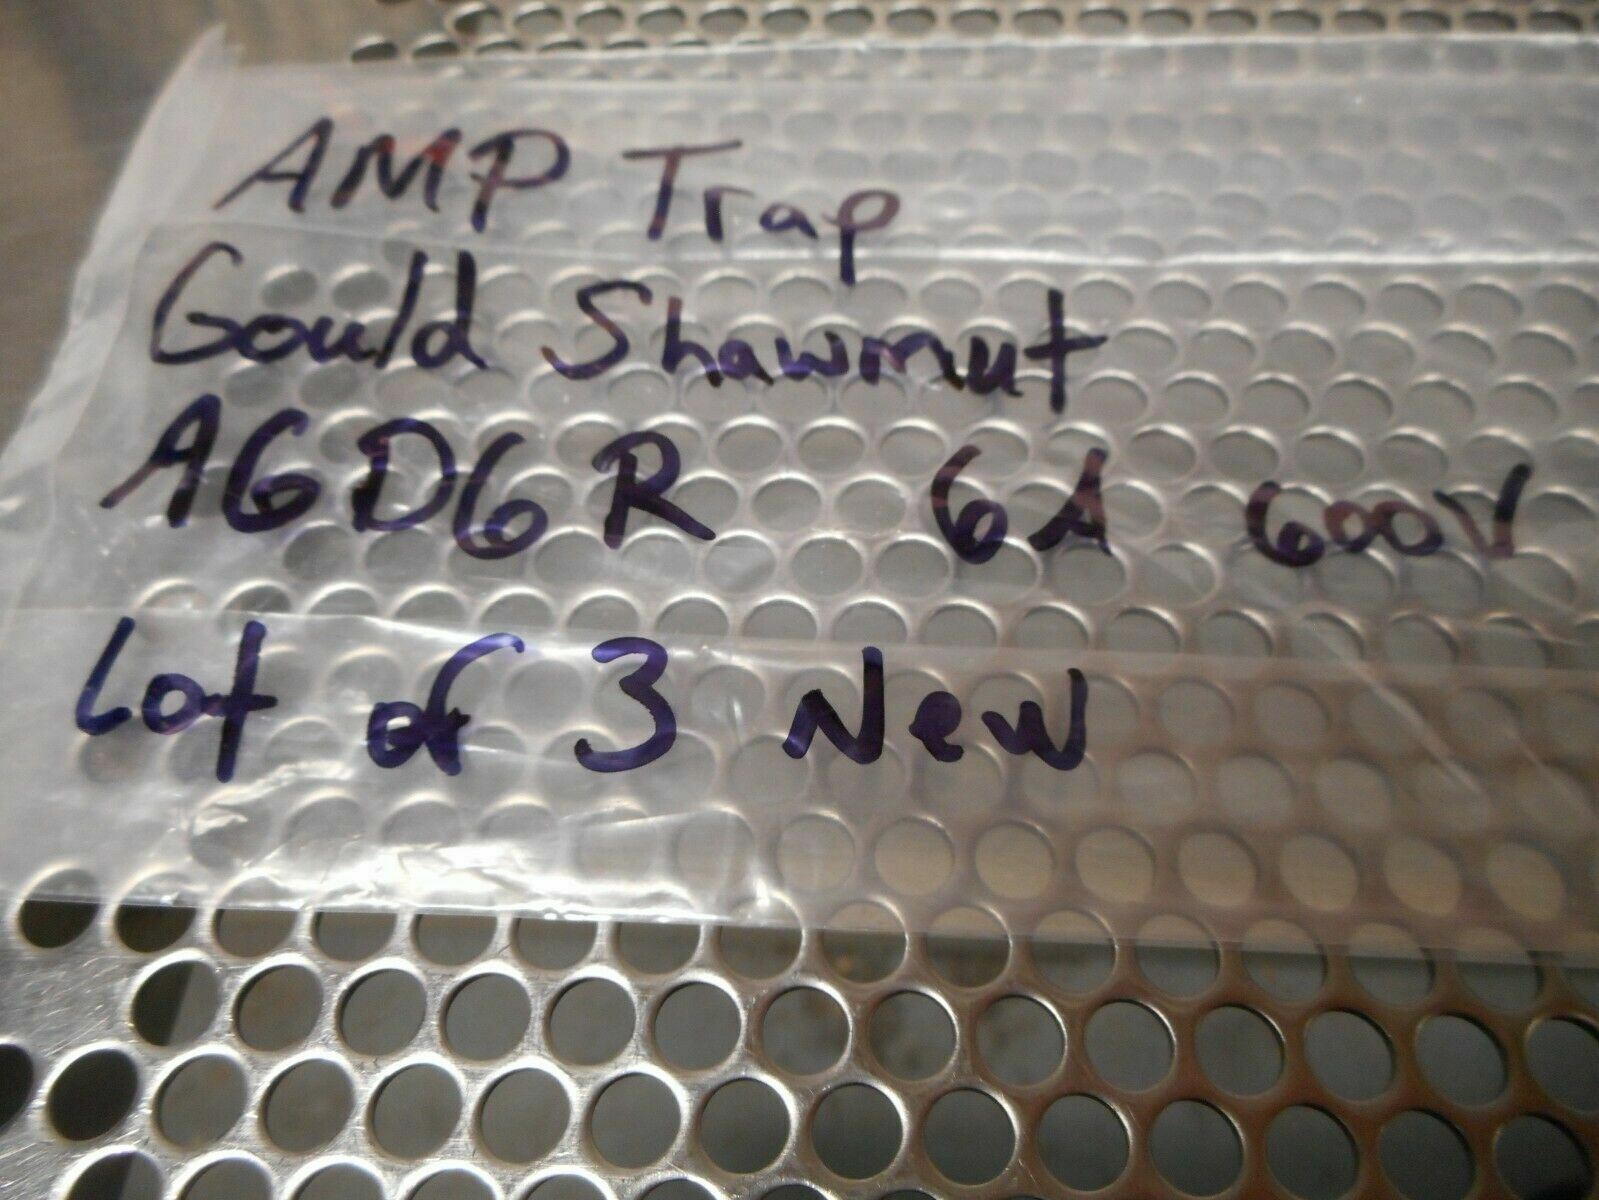 AMP Trap
Gould Shawmut
A6D6R 6A 600V
Lot of 3 New